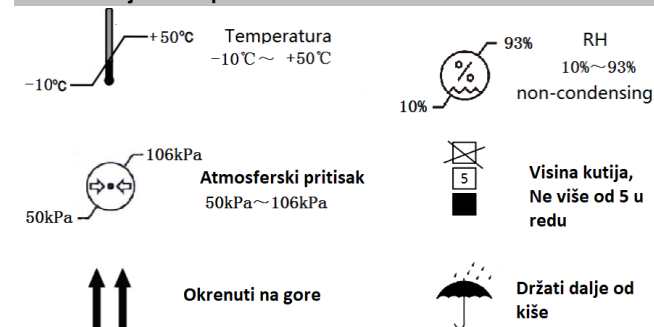 +50℃
Temperatura
-10℃～ +50℃
-10℃
93%
RH
10%～93%
non-condensing
10%
106kPa
Atmosferski pritisak
50kPa～106kPa
50kPa
5
Visina kutija,
Ne više od 5 u
redu
Okrenuti na gore
Držati dalje od
kiše